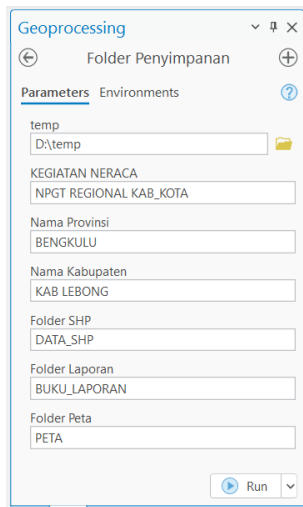 Geoprocessing
Folder Penyimpanan
Parameters Environments
temp
D:\temp
KEGIATAN NERACA
NPGT REGIONAL KAB_KOTA
Nama Provinsi
BENGKULU
Nama Kabupaten
KAB LEBONG
Folder SHP
DATA_SHP
Folder Laporan
BUKU_LAPORAN
Folder Peta
PETA
Run